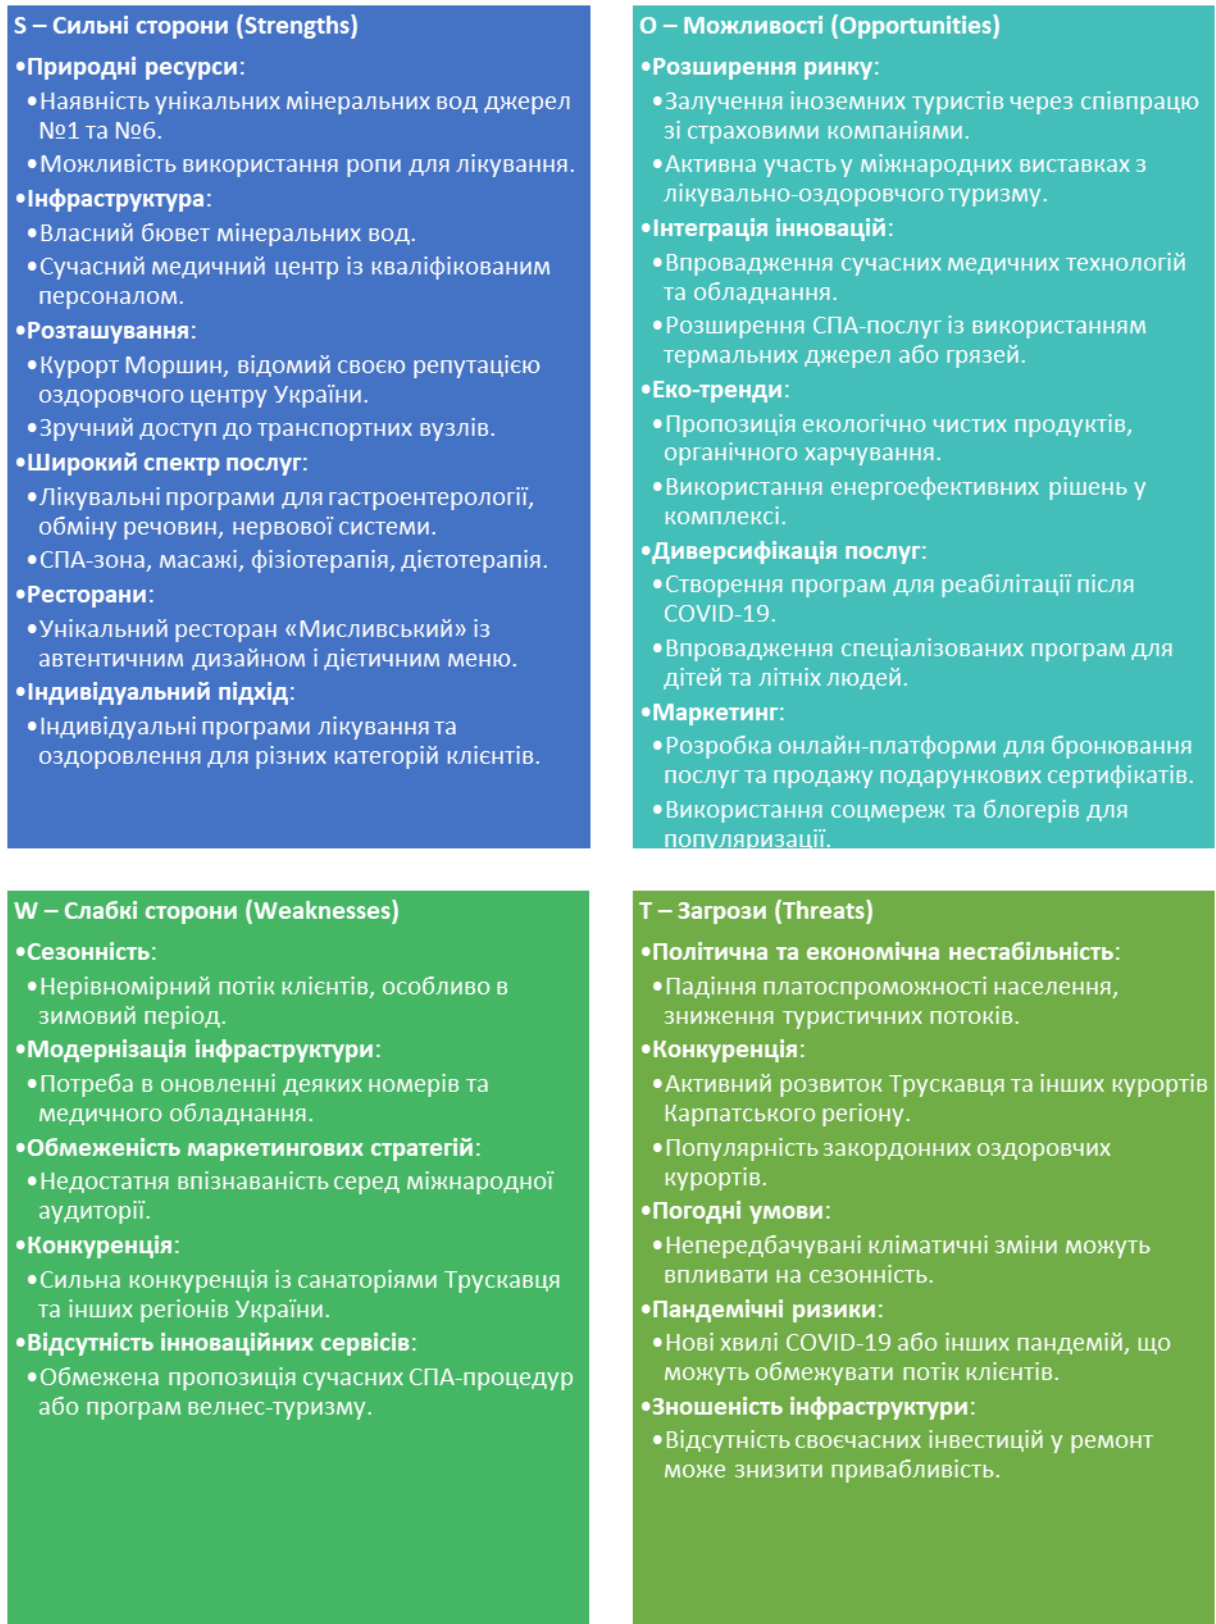 S – Сильні сторони (Strengths)
•Природні ресурси:
•Наявність унікальних мінеральних вод джерел
№1 та №6.
•Можливість використання ропи для лікування.
•Інфраструктура:
•Власний бювет мінеральних вод.
•Сучасний медичний центр із кваліфікованим
персоналом.
•Розташування:
•Курорт Моршин, відомий своєю репутацією
оздоровчого центру України.
•Зручний доступ до транспортних вузлів.
•Широкий спектр послуг:
•Лікувальні програми для гастроентерології,
обміну речовин, нервової системи.
•СПА-зона, масажі, фізіотерапія, дієтотерапія.
•Ресторани:
•Унікальний ресторан «Мисливський» із
автентичним дизайном і дієтичним меню.
•Індивідуальний підхід:
•Індивідуальні програми лікування та
оздоровлення для різних категорій клієнтів.
O – Можливості (Opportunities)
•Розширення ринку:
•Залучення іноземних туристів через співпрацю
зі страховими компаніями.
•Активна участь у міжнародних виставках з
лікувально-оздоровчого туризму.
•Інтеграція інновацій:
•Впровадження сучасних медичних технологій
та обладнання.
•Розширення СПА-послуг із використанням
термальних джерел або грязей.
•Еко-тренди:
•Пропозиція екологічно чистих продуктів,
органічного харчування.
•Використання енергоефективних рішень у
комплексі.
•Диверсифікація послуг:
•Створення програм для реабілітації після
COVID-19.
•Впровадження спеціалізованих програм для
дітей та літніх людей.
•Маркетинг:
•Розробка онлайн-платформи для бронювання
послуг та продажу подарункових сертифікатів.
•Використання соцмереж та блогерів для
популяризації.
W – Слабкі сторони (Weaknesses)
•Сезонність:
•Нерівномірний потік клієнтів, особливо в
зимовий період.
•Модернізація інфраструктури:
•Потреба в оновленні деяких номерів та
медичного обладнання.
•Обмеженість маркетингових стратегій:
•Недостатня впізнаваність серед міжнародної
аудиторії.
•Конкуренція:
•Сильна конкуренція із санаторіями Трускавця
та інших регіонів України.
•Відсутність інноваційних сервісів:
•Обмежена пропозиція сучасних СПА-процедур
або програм велнес-туризму.
T – Загрози (Threats)
•Політична та економічна нестабільність:
•Падіння платоспроможності населення,
зниження туристичних потоків.
•Конкуренція:
•Активний розвиток Трускавця та інших курортів
Карпатського регіону.
•Популярність закордонних оздоровчих
курортів.
•Погодні умови:
•Непередбачувані кліматичні зміни можуть
впливати на сезонність.
•Пандемічні ризики:
•Нові хвилі COVID-19 або інших пандемій, що
можуть обмежувати потік клієнтів.
•Зношеність інфраструктури:
•Відсутність своєчасних інвестицій у ремонт
може знизити привабливість.